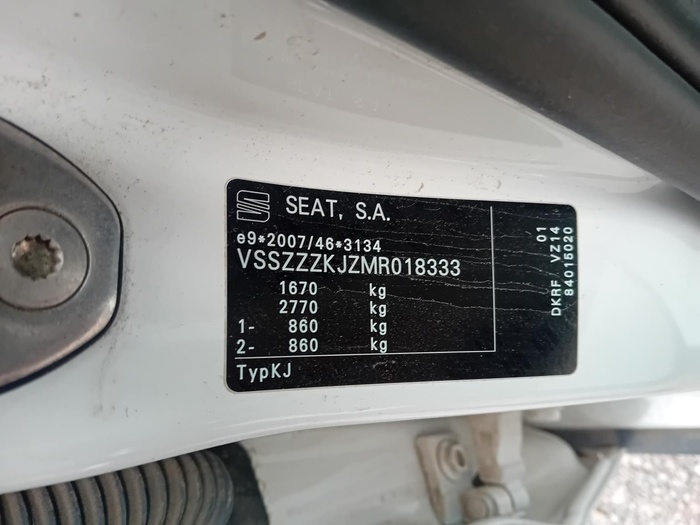 SEAT, S.A.
e9*2007/46*3134
VSSZZZKJZMR018333
1670 kg
2770 kg
1- 860 kg
2- 860 kg
TypKJ
01
DKRF VZ14
84015020